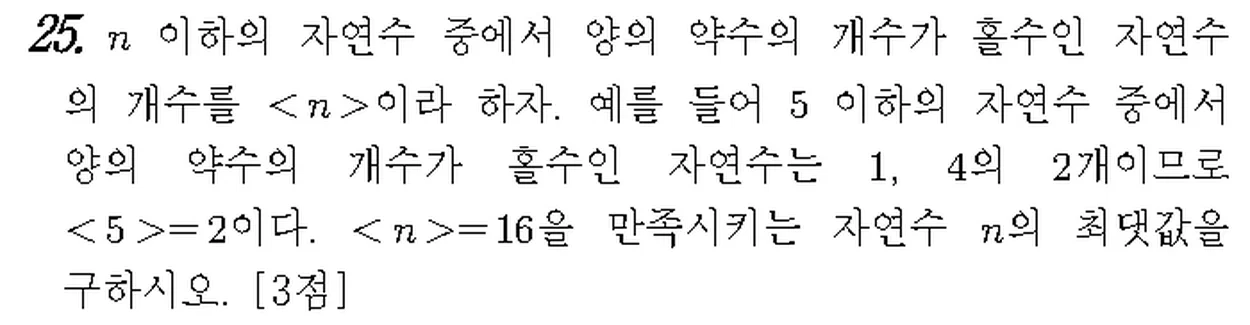 25. n 이하의 자연수 중에서 양의 약수의 개수가 홀수인 자연수
의 개수를 <n>이라 하자. 예를 들어 5 이하의 자연수 중에서
양의 약수의 개수가 홀수인 자연수는 1, 4의 2개이므로
<5>=2이다. <n>=16을 만족시키는 자연수 n의 최댓값을
구하시오. [3점]